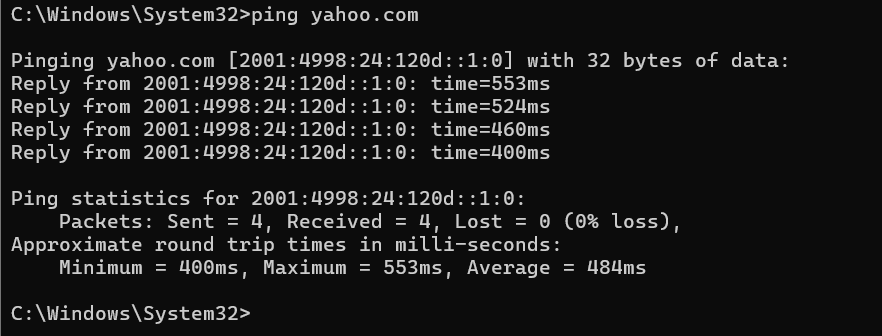 C:\Windows\System32>ping yahoo.com
Pinging yahoo.com [2001:4998:24:120d::1:0] with 32 bytes of data:
Reply from 2001:4998:24:120d::1:0: time=553ms
Reply from 2001:4998:24:120d::1:0: time=524ms
Reply from 2001:4998:24:120d::1:0: time=460ms
Reply from 2001:4998:24:120d::1:0: time=400ms
Ping statistics for 2001:4998:24:120d::1:0:
    Packets: Sent = 4, Received = 4, Lost = 0 (0% loss),
Approximate round trip times in milli-seconds:
    Minimum = 400ms, Maximum = 553ms, Average = 484ms
C:\Windows\System32>